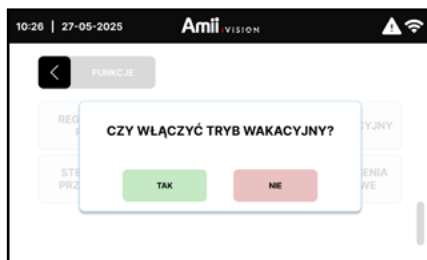 10:26 | 27-05-2025 Amii.VISION
FUNKCJE
CZY WŁĄCZYĆ TRYB WAKACYJNY?
TAK NIE